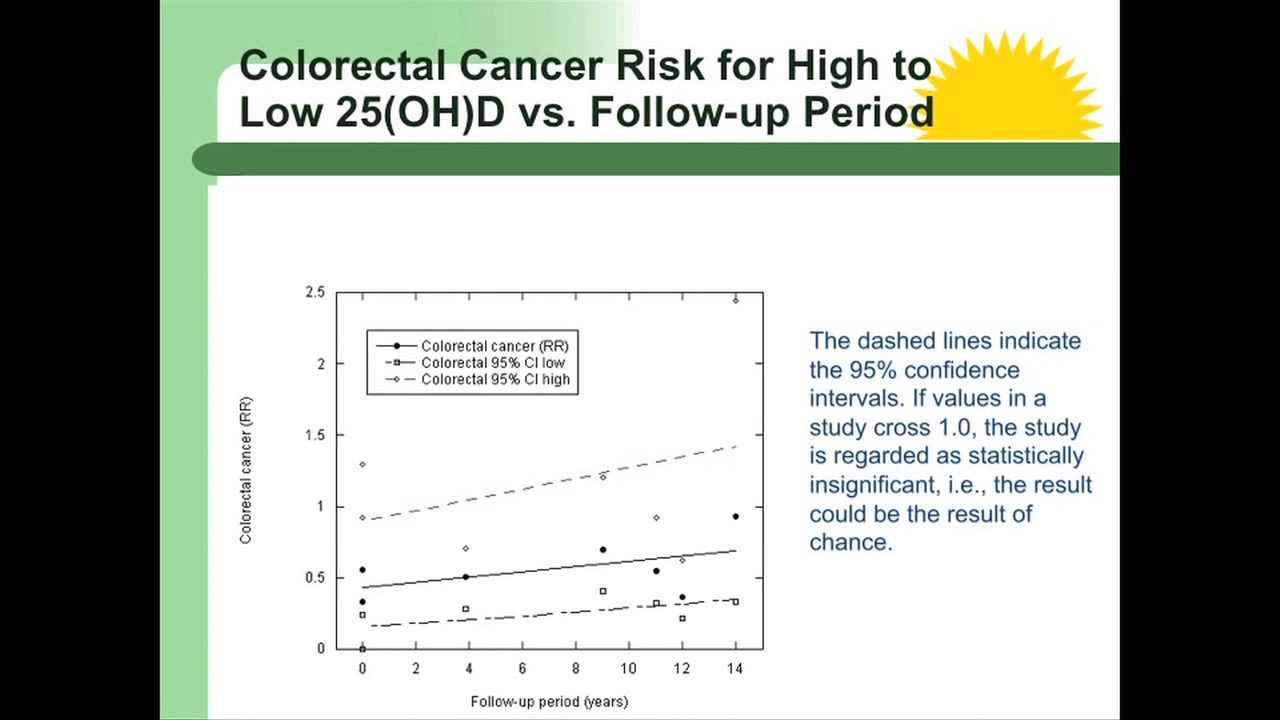 Colorectal Cancer Risk for High to
Low 25(OH)D vs. Follow-up Period
2.5
2
1.5
1
0.5
0
Colorectal cancer (RR)
Colorectal cancer (RR)
Colorectal 95% CI low
Colorectal 95% CI high
0 2 4 6 8 10 12 14
Follow-up period (years)
The dashed lines indicate
the 95% confidence
intervals. If values in a
study cross 1.0, the study
is regarded as statistically
insignificant, i.e., the result
could be the result of
chance.